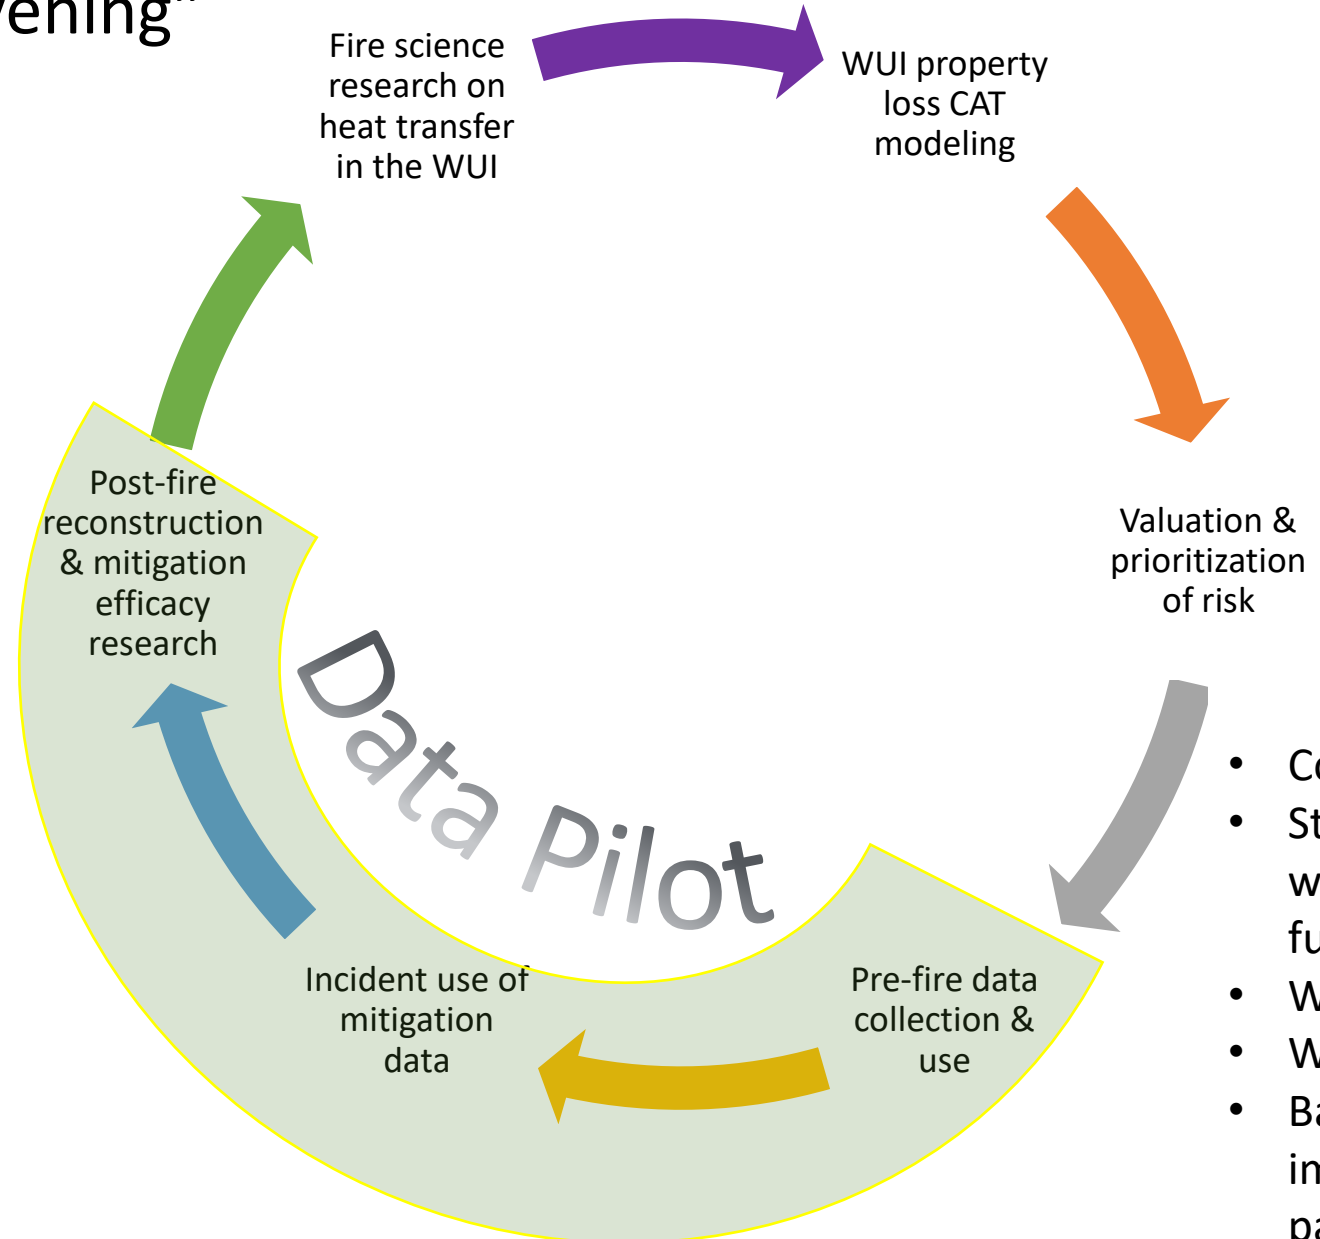 Fire science
research on
heat transfer
in the WUI
WUI property
loss CAT
modeling
Valuation &
prioritization
of risk
Post-fire
reconstruction
& mitigation
efficacy
research
Data Pilot
Incident use of
mitigation
data
Pre-fire data
collection &
use